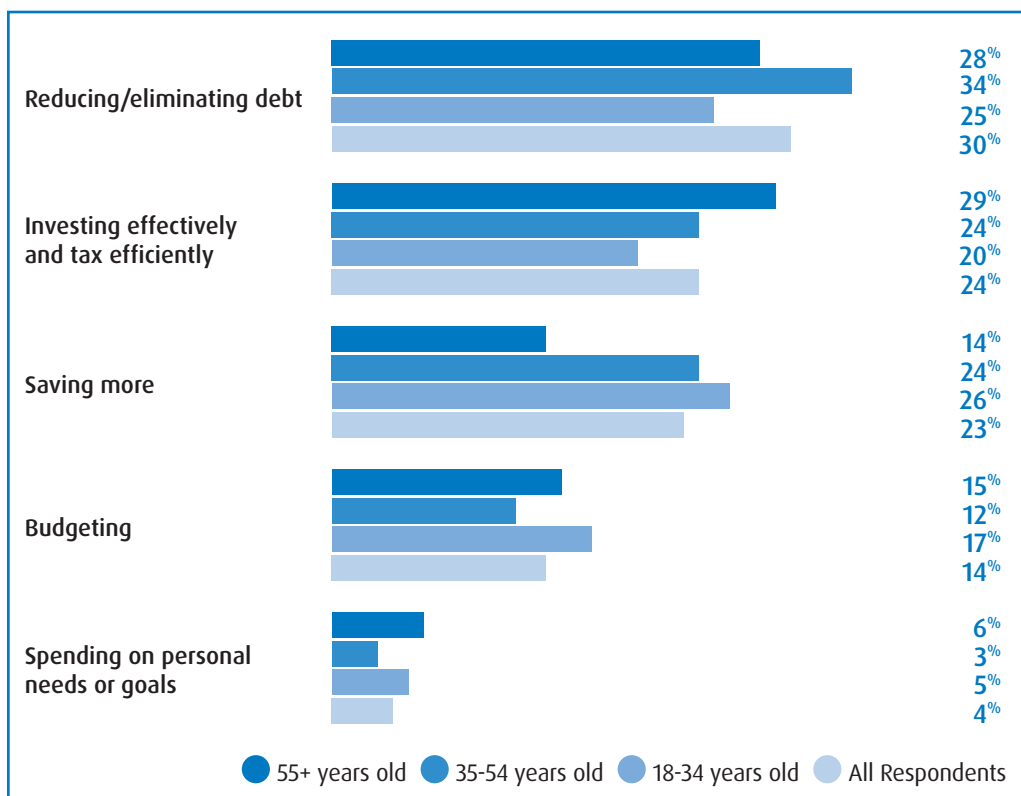 28%
34%
Reducing/eliminating debt
25%
30%
29%
Investing effectively
and tax efficiently
24%
20%
24%
14%
24%
Saving more
26%
23%
15%
12%
Budgeting
17%
14%
6%
Spending on personal
needs or goals
3%
5%
4%
55+ years old 35-54 years old 18-34 years old All Respondents